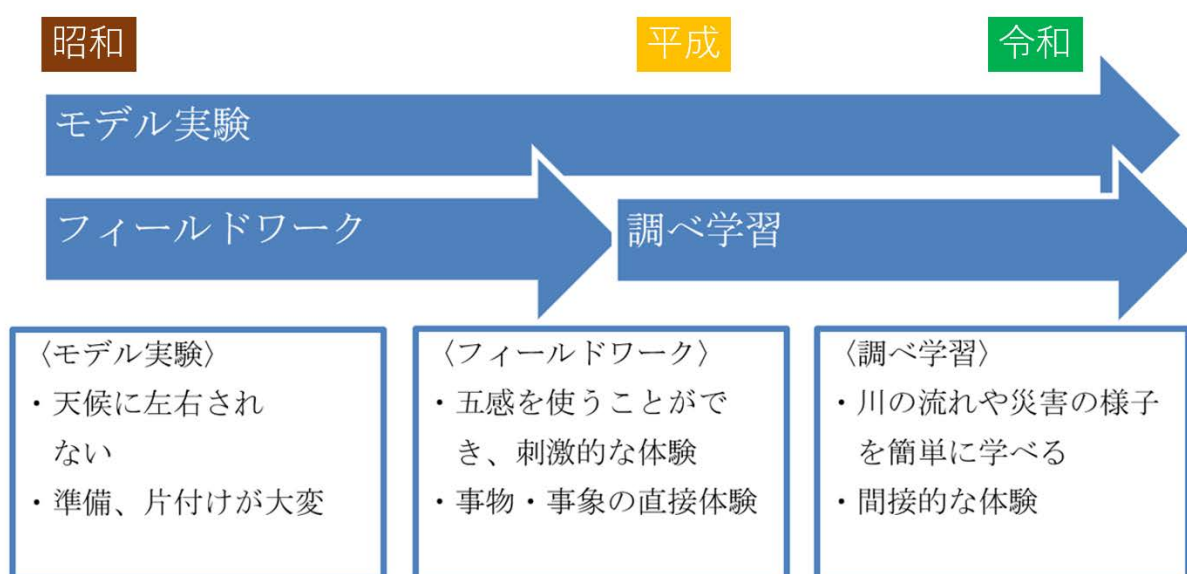 昭和
平成
令和
モデル実験
フィールドワーク
調べ学習
〈モデル実験〉
・天候に左右され
ない
・準備、片付けが大変
〈フィールドワーク〉
・五感を使うことがで
き、刺激的な体験
・事物・事象の直接体験
〈調べ学習〉
・川の流れや災害の様子
を簡単に学べる
・間接的な体験